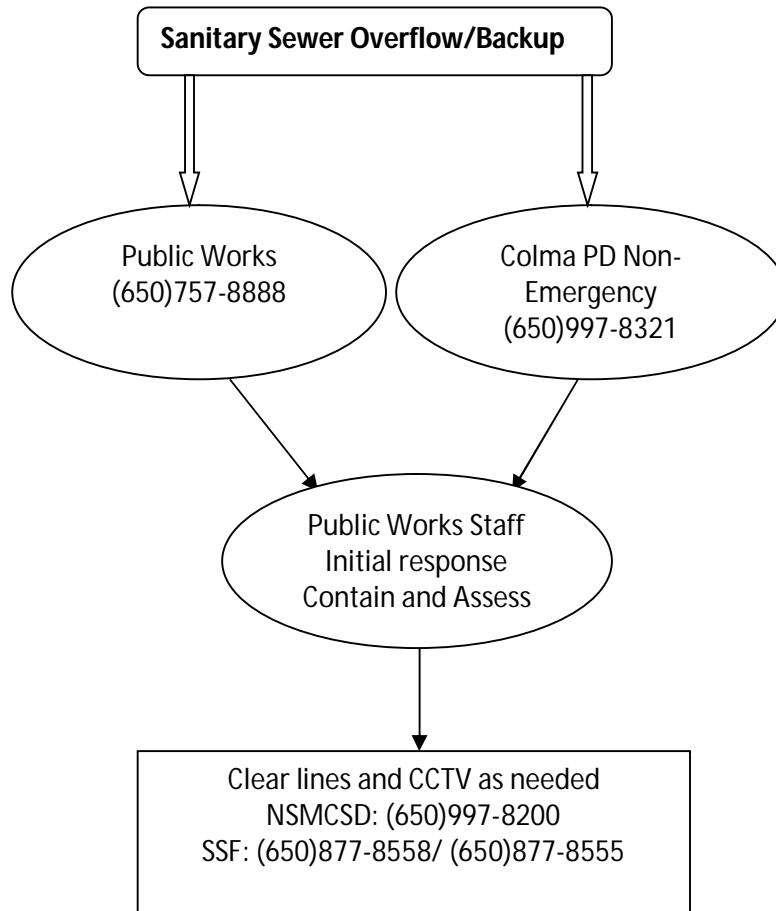 Sanitary Sewer Overflow/Backup
Public Works
(650)757-8888
Colma PD Non-
Emergency
(650)997-8321
Public Works Staff
Initial response
Contain and Assess
Clear lines and CCTV as needed
NSMCSD: (650)997-8200
SSF: (650)877-8558/ (650)877-8555